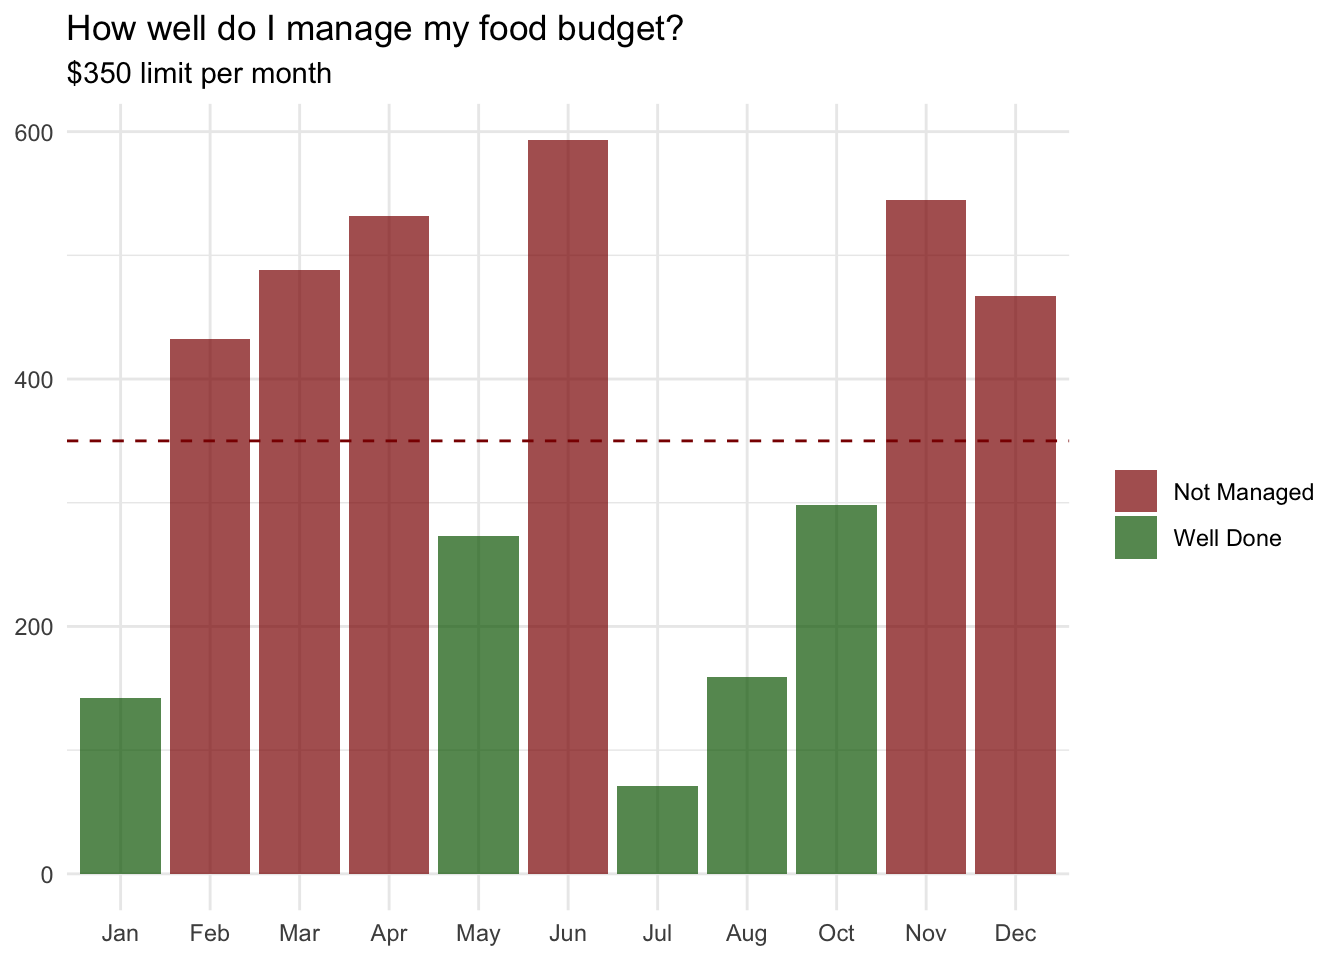 How well do I manage my food budget?
$350 limit per month
600
400
200
0
Jan Feb Mar Apr May Jun Jul Aug Oct Nov Dec
Not Managed
Well Done